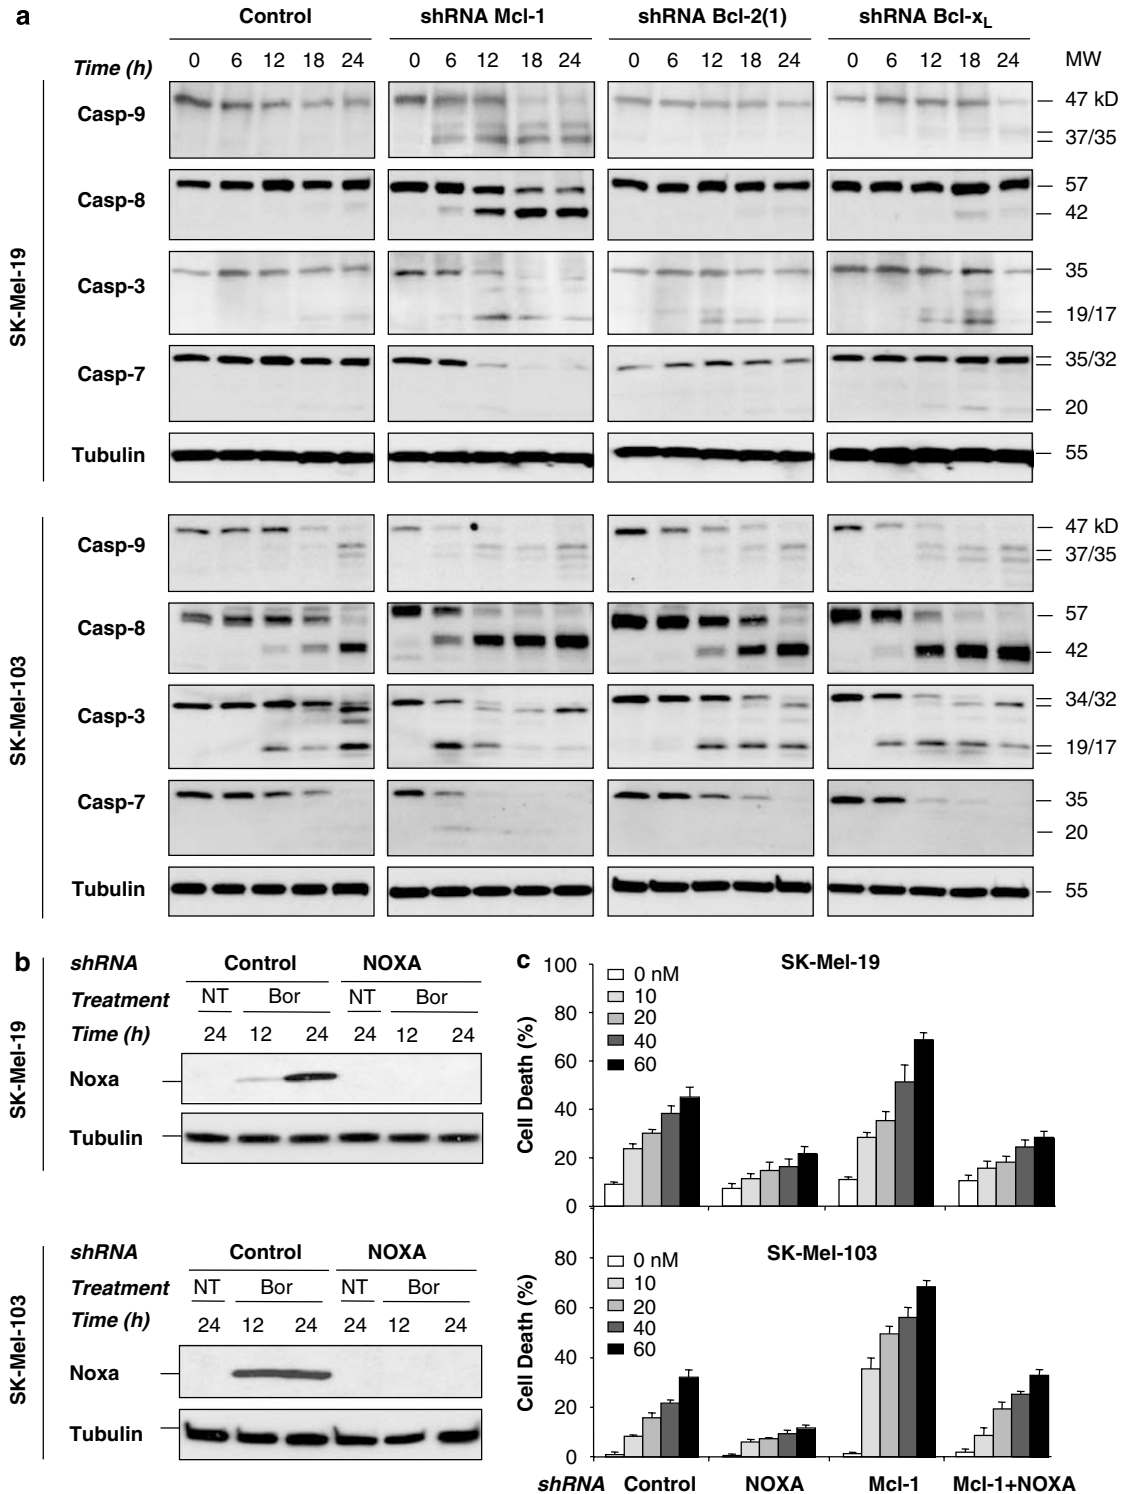 a Control shRNA Mcl-1 shRNA Bcl-2(1) shRNA Bcl-xL
Time (h) 0 6 12 18 24 0 6 12 18 24 0 6 12 18 24 0 6 12 18 24 MW
SK-Mel-19
Casp-9 47 kD
37/35
Casp-8 57
42
Casp-3 35
19/17
Casp-7 35/32
20
Tubulin 55
SK-Mel-103
Casp-9 47 kD
37/35
Casp-8 57
42
Casp-3 34/32
19/17
Casp-7 35
20
Tubulin 55
b
SK-Mel-19
shRNA Control NOXA
Treatment NT Bor NT Bor
Time (h) 24 12 24 24 12 24
Noxa
Tubulin
SK-Mel-103
shRNA Control NOXA
Treatment NT Bor NT Bor
Time (h) 24 12 24 24 12 24
Noxa
Tubulin
c
SK-Mel-19
Cell Death (%)
100
80
60
40
20
0
0 nM
10
20
40
60
SK-Mel-103
Cell Death (%)
80
60
40
20
0
0 nM
10
20
40
60
shRNA Control NOXA Mcl-1 Mcl-1+NOXA